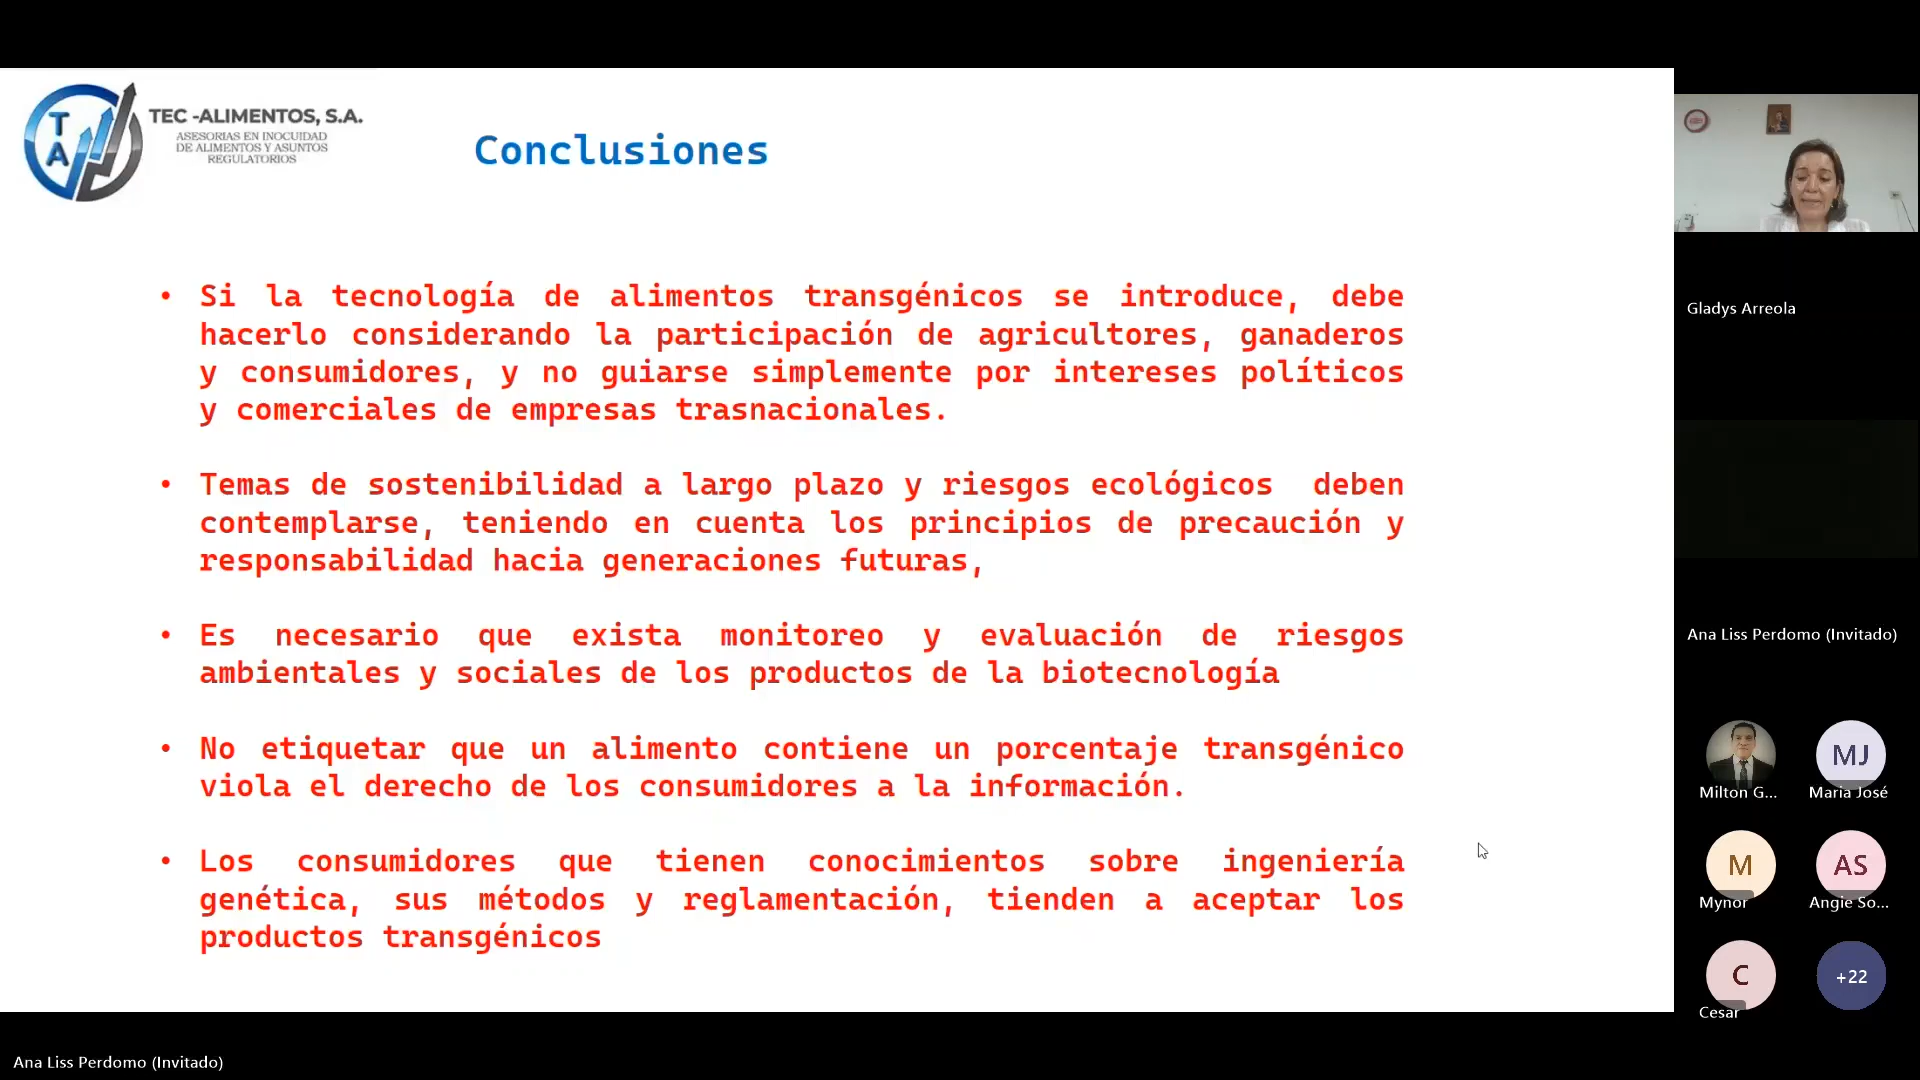 TA
TEC -ALIMENTOS, S.A.
ASESORIAS EN INOCUIDAD
DE ALIMENTOS Y ASUNTOS
REGULATORIOS
Conclusiones
• Si la tecnología de alimentos transgénicos se introduce, debe
hacerlo considerando la participación de agricultores, ganaderos
y consumidores, y no guiarse simplemente por intereses políticos
y comerciales de empresas trasnacionales.
• Temas de sostenibilidad a largo plazo y riesgos ecológicos deben
contemplarse, teniendo en cuenta los principios de precaución y
responsabilidad hacia generaciones futuras,
• Es necesario que exista monitoreo y evaluación de riesgos
ambientales y sociales de los productos de la biotecnología
• No etiquetar que un alimento contiene un porcentaje transgénico
viola el derecho de los consumidores a la información.
• Los consumidores que tienen conocimientos sobre ingeniería
genética, sus métodos y reglamentación, tienden a aceptar los
productos transgénicos
Gladys Arreola
Ana Liss Perdomo (Invitado)
MJ
Milton G...
Maria José
M
AS
Mynor
Angie So...
C
+22
Cesar
Ana Liss Perdomo (Invitado)